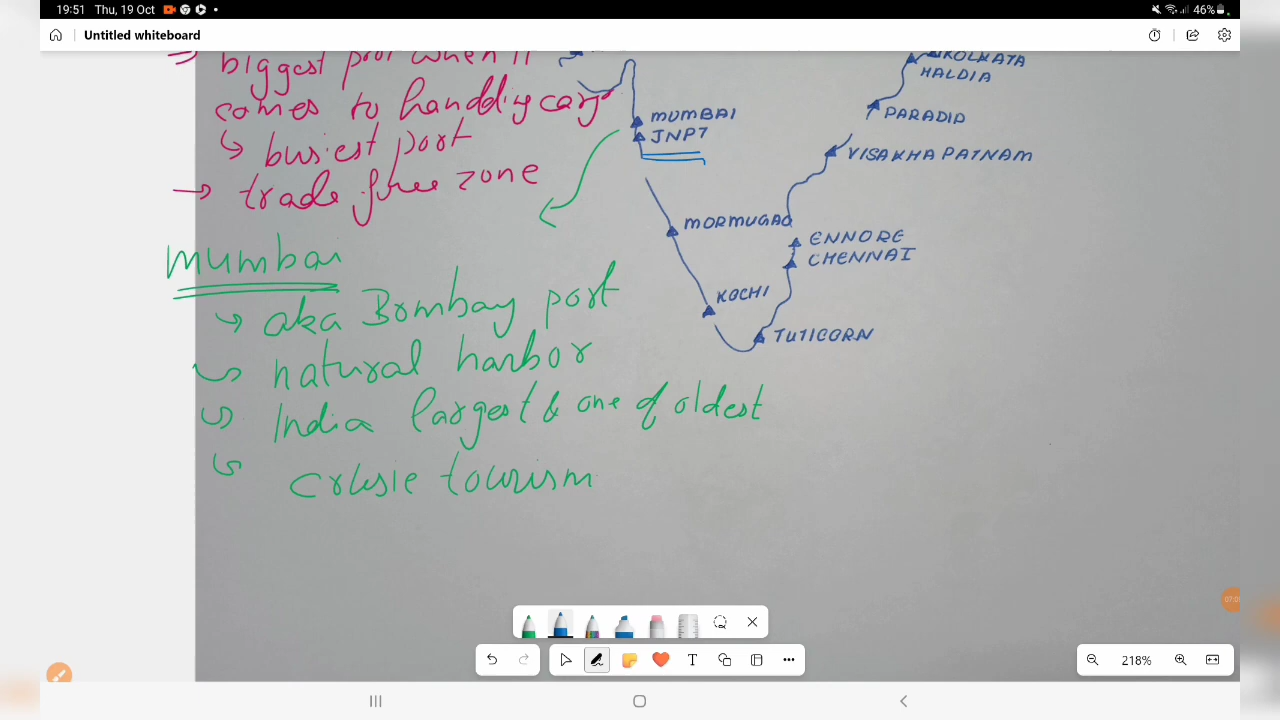 19:51 Thu, 19 Oct
46%
Untitled whiteboard
biggest port when it
comes to handling cargo
busiest port
trade free zone
Mumbai
aka Bombay port
natural harbor
India largest & one of oldest
cruise tourism
KOLKATA
HALDIA
PARADIP
VISAKHAPATNAM
MUMBAI
JNPT
MORMUGAO
ENNORE
CHENNAI
KOCHI
TUTICORN
T
218%